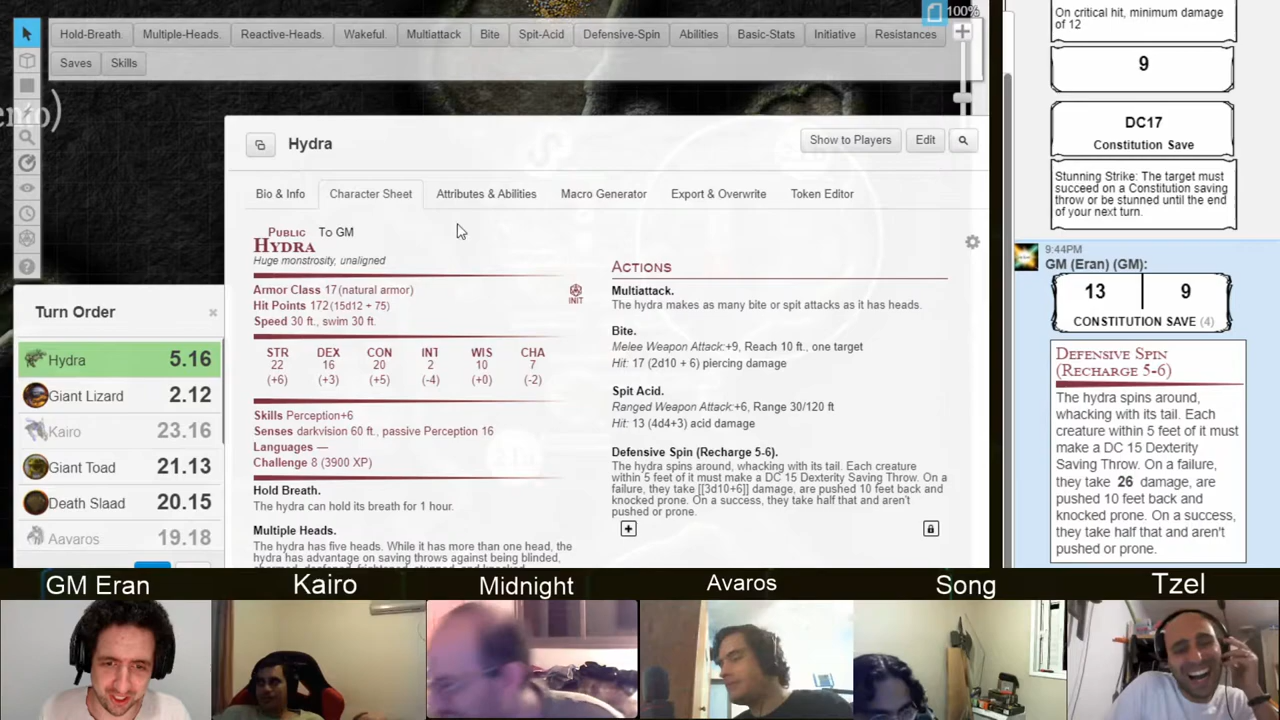 100%
Hold-Breath.
Multiple-Heads.
Reactive-Heads.
Wakeful.
Multiattack
Bite
Spit-Acid
Defensive-Spin
Abilities
Basic-Stats
Initiative
Resistances
Saves
Skills
Hydra
Show to Players
Edit
Bio & Info
Character Sheet
Attributes & Abilities
Macro Generator
Export & Overwrite
Token Editor
Public To GM
Hydra
Huge monstrosity, unaligned
Armor Class 17 (natural armor)
Hit Points 172 (15d12 + 75)
Speed 30 ft., swim 30 ft.
INIT
STR DEX CON INT WIS CHA
22 16 20 2 10 7
(+6) (+3) (+5) (-4) (+0) (-2)
Skills Perception+6
Senses darkvision 60 ft., passive Perception 16
Languages —
Challenge 8 (3900 XP)
Hold Breath.
The hydra can hold its breath for 1 hour.
Multiple Heads.
The hydra has five heads. While it has more than one head, the
hydra has advantage on saving throws against being blinded,
Actions
Multiattack.
The hydra makes as many bite or spit attacks as it has heads.
Bite.
Melee Weapon Attack:+9, Reach 10 ft., one target
Hit: 17 (2d10 + 6) piercing damage
Spit Acid.
Ranged Weapon Attack:+6, Range 30/120 ft
Hit: 13 (4d4+3) acid damage
Defensive Spin (Recharge 5-6).
The hydra spins around, whacking with its tail. Each creature
within 5 feet of it must make a DC 15 Dexterity Saving Throw. On a
failure, they take [[3d10+6]] damage, are pushed 10 feet back and
knocked prone. On a success, they take half that and aren't
pushed or prone.
Turn Order
Hydra 5.16
Giant Lizard 2.12
Kairo 23.16
Giant Toad 21.13
Death Slaad 20.15
Aavaros 19.18
On critical hit, minimum damage
of 12
9
DC17
Constitution Save
Stunning Strike: The target must
succeed on a Constitution saving
throw or be stunned until the end
of your next turn.
9:44PM
GM (Eran) (GM):
13 9
CONSTITUTION SAVE (4)
Defensive Spin
(Recharge 5-6)
The hydra spins around,
whacking with its tail. Each
creature within 5 feet of it must
make a DC 15 Dexterity
Saving Throw. On a failure,
they take 26 damage, are
pushed 10 feet back and
knocked prone. On a success,
they take half that and aren't
pushed or prone.
GM Eran
Kairo
Midnight
Avaros
Song
Tzel